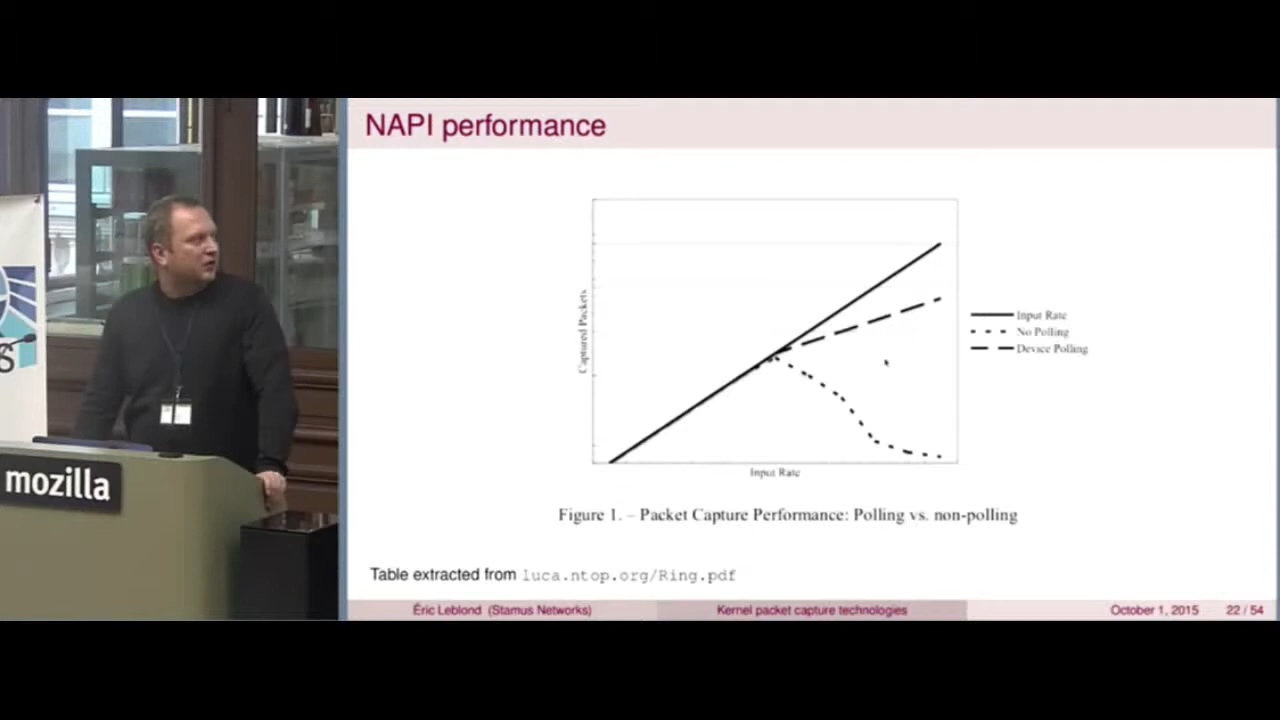 NAPI performance
Captured Packets
Input Rate
No Polling
Device Polling
Input Rate
Figure 1. – Packet Capture Performance: Polling vs. non-polling
Table extracted from luca.ntop.org/Ring.pdf
Éric Leblond (Stamus Networks)
Kernel packet capture technologies
October 1, 2015
22 / 54
mozilla